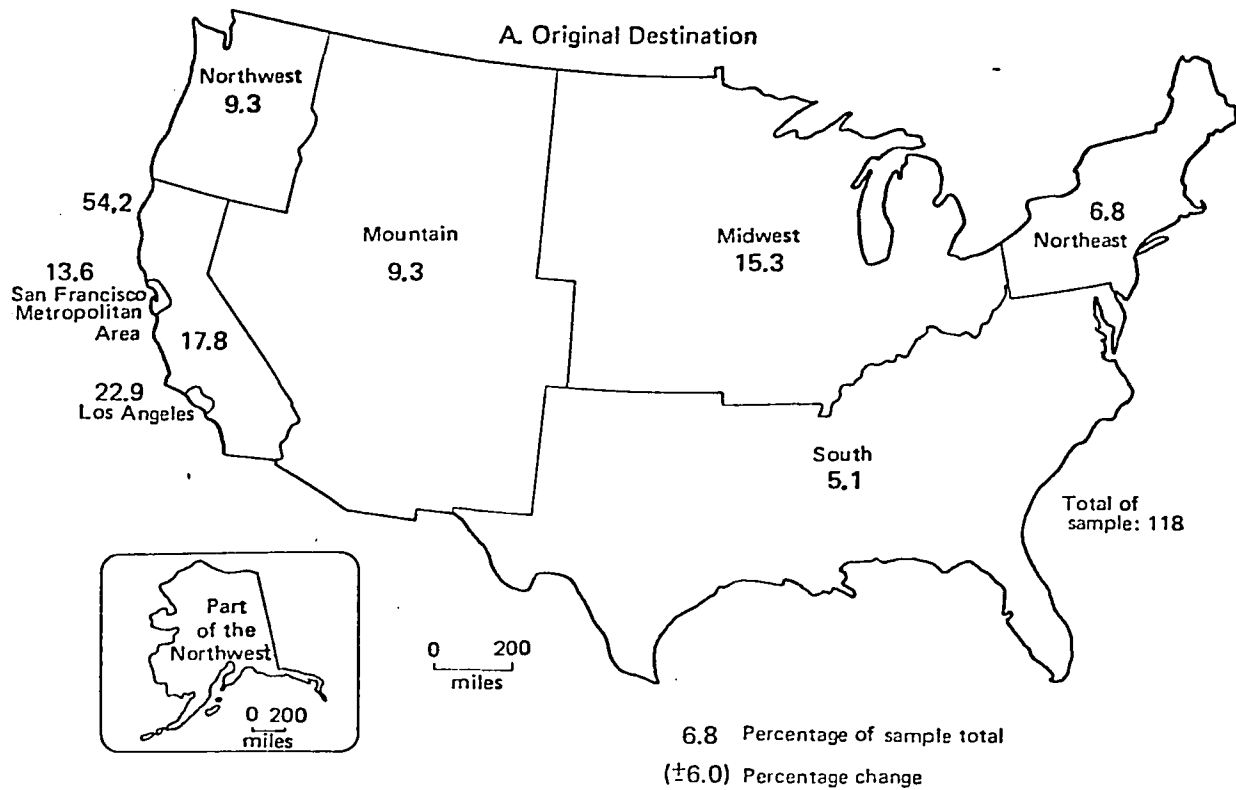 A. Original Destination
Northwest
9.3
54.2
Mountain
9.3
Midwest
15.3
6.8
Northeast
13.6
San Francisco
Metropolitan
Area
17.8
22.9
Los Angeles
South
5.1
Total of
sample: 118
Part
of the
Northwest
0 200
miles
0 200
miles
6.8 Percentage of sample total
(±6.0) Percentage change